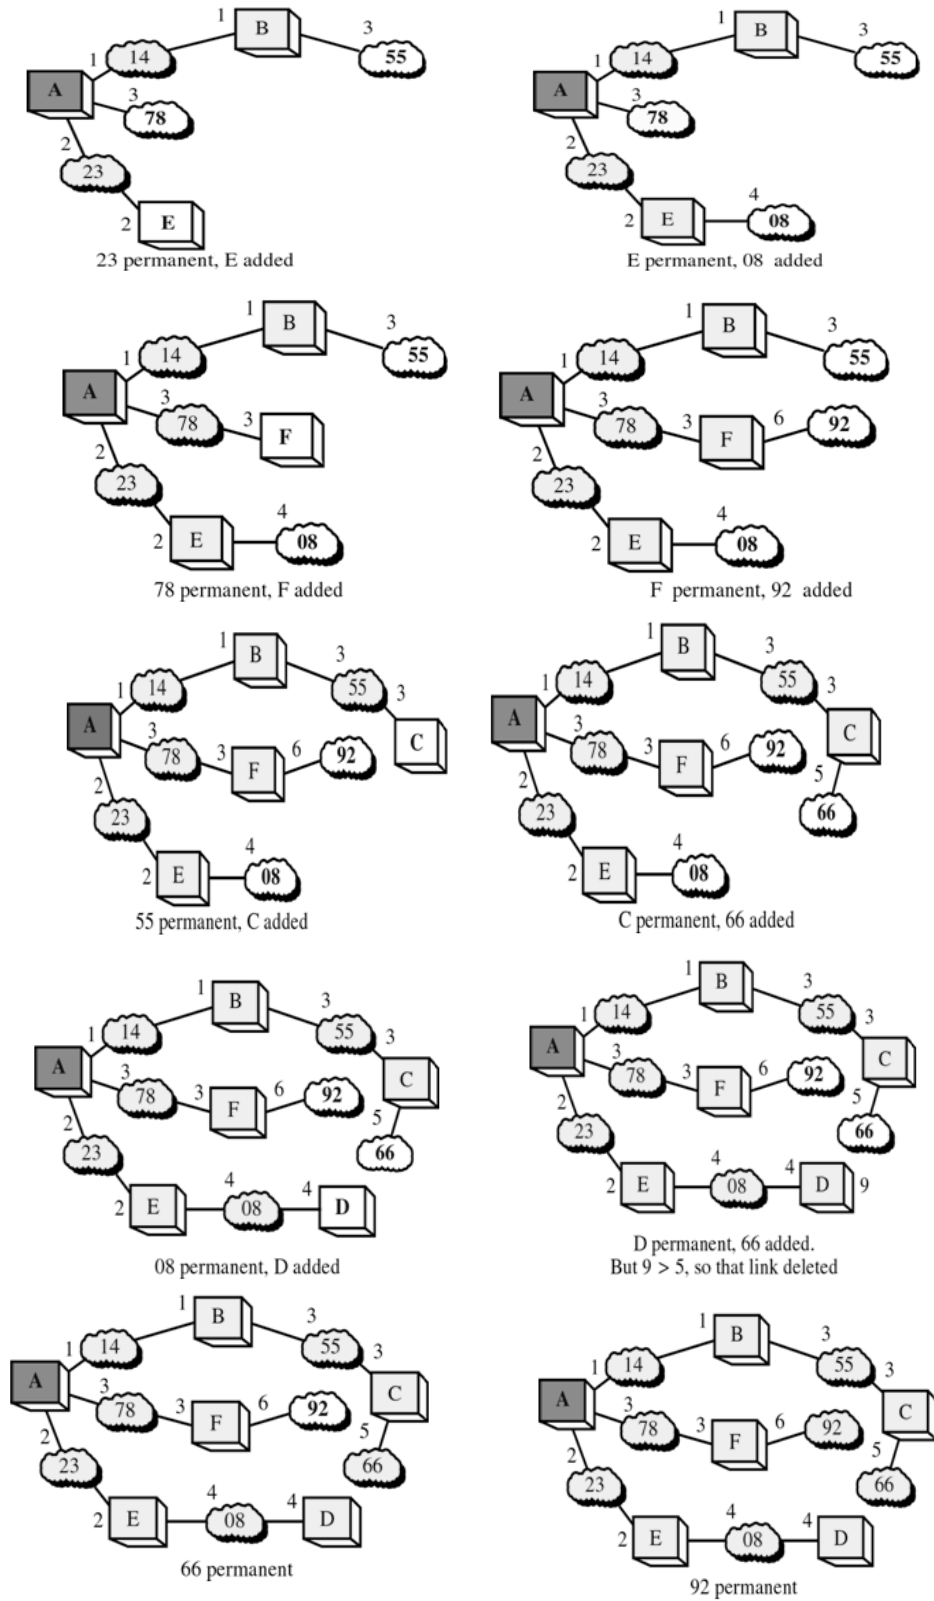 1
B
3
14
55
1
A
3
78
2
23
2
E
23 permanent, E added
1
B
3
14
55
1
A
3
78
2
23
4
2
E
08
E permanent, 08 added
1
B
3
14
55
1
A
3
78
3
F
2
23
4
2
E
08
78 permanent, F added
1
B
3
14
55
1
A
3
78
3
F
6
92
2
23
4
2
E
08
F permanent, 92 added
1
B
3
14
55
3
1
A
3
78
3
F
6
92
C
2
23
4
2
E
08
55 permanent, C added
1
B
3
14
55
3
1
A
3
78
3
F
6
92
C
5
66
2
23
4
2
E
08
C permanent, 66 added
1
B
3
14
55
3
1
A
3
78
3
F
6
92
C
5
66
2
23
2
E
4
08
4
D
08 permanent, D added
1
B
3
14
55
3
1
A
3
78
3
F
6
92
C
5
66
2
23
2
E
4
08
4
D
9
D permanent, 66 added.
But 9 > 5, so that link deleted
1
B
3
14
55
3
1
A
3
78
3
F
6
92
C
5
66
2
23
2
E
4
08
4
D
66 permanent
1
B
3
14
55
3
1
A
3
78
3
F
6
92
C
5
66
2
23
2
E
4
08
4
D
92 permanent